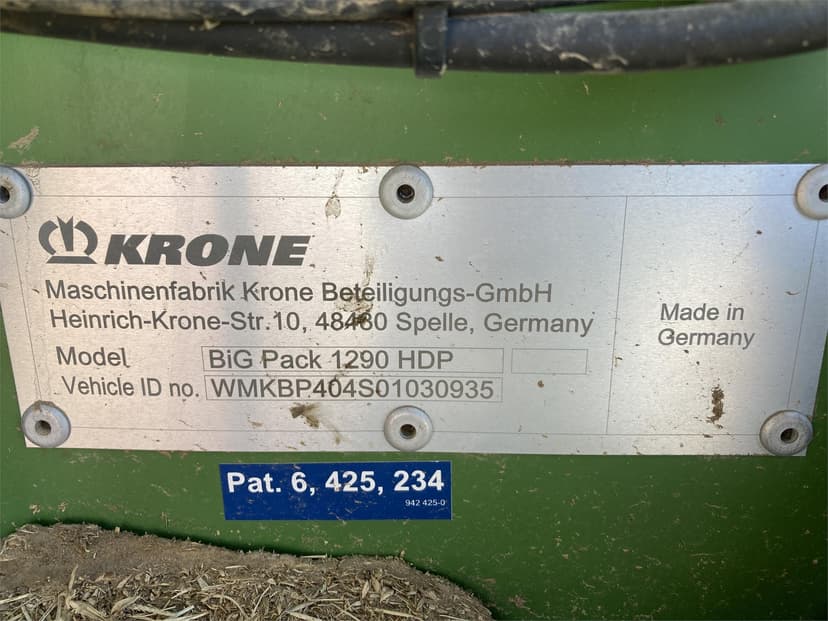 KRONE
Maschinenfabrik Krone Beteiligungs-GmbH
Heinrich-Krone-Str.10, 48480 Spelle, Germany
Model BiG Pack 1290 HDP
Vehicle ID no. WMKBP404S01030935
Made in
Germany
Pat. 6, 425, 234
942 425-0